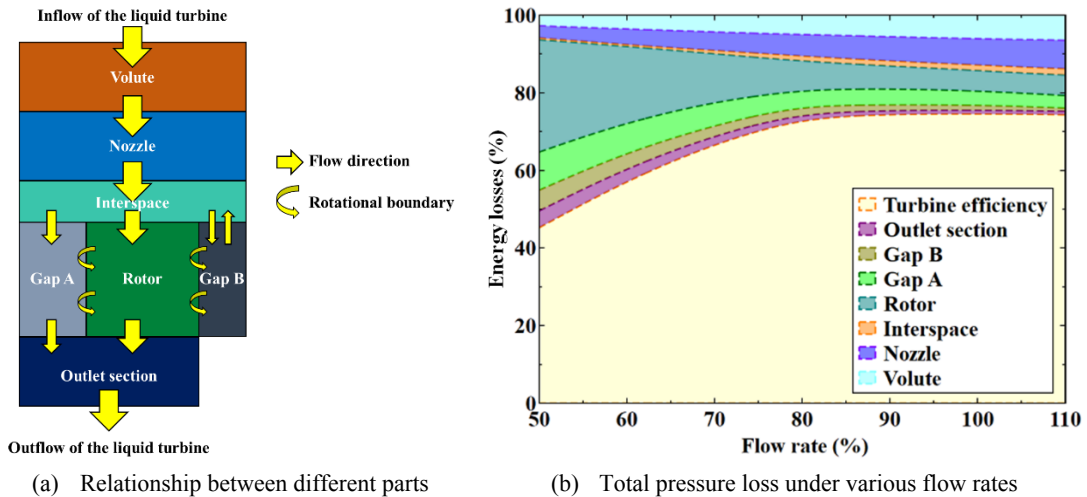 Inflow of the liquid turbine
Volute
Nozzle
Interspace
Gap A
Rotor
Gap B
Outlet section
Outflow of the liquid turbine
Flow direction
Rotational boundary
(a) Relationship between different parts
Energy losses (%)
100
80
60
40
20
0
50
60
70
80
90
100
110
Flow rate (%)
Turbine efficiency
Outlet section
Gap B
Gap A
Rotor
Interspace
Nozzle
Volute
(b) Total pressure loss under various flow rates